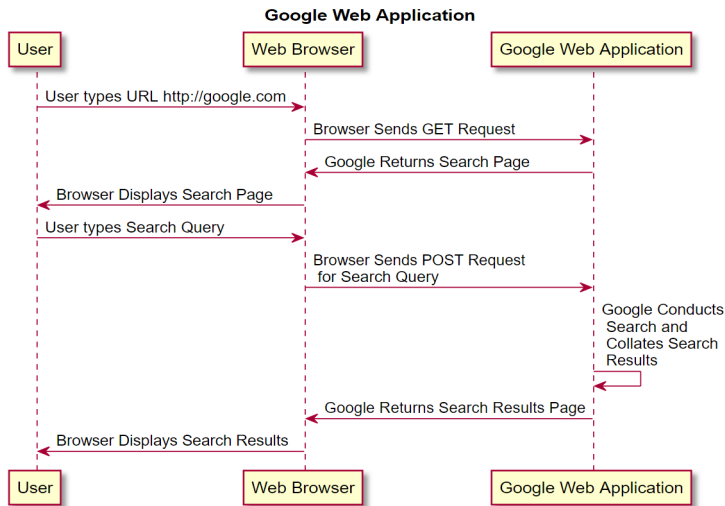 Google Web Application
User
Web Browser
Google Web Application
User types URL http://google.com
Browser Sends GET Request
Google Returns Search Page
Browser Displays Search Page
User types Search Query
Browser Sends POST Request
for Search Query
Google Conducts
Search and
Collates Search
Results
Google Returns Search Results Page
Browser Displays Search Results
User
Web Browser
Google Web Application